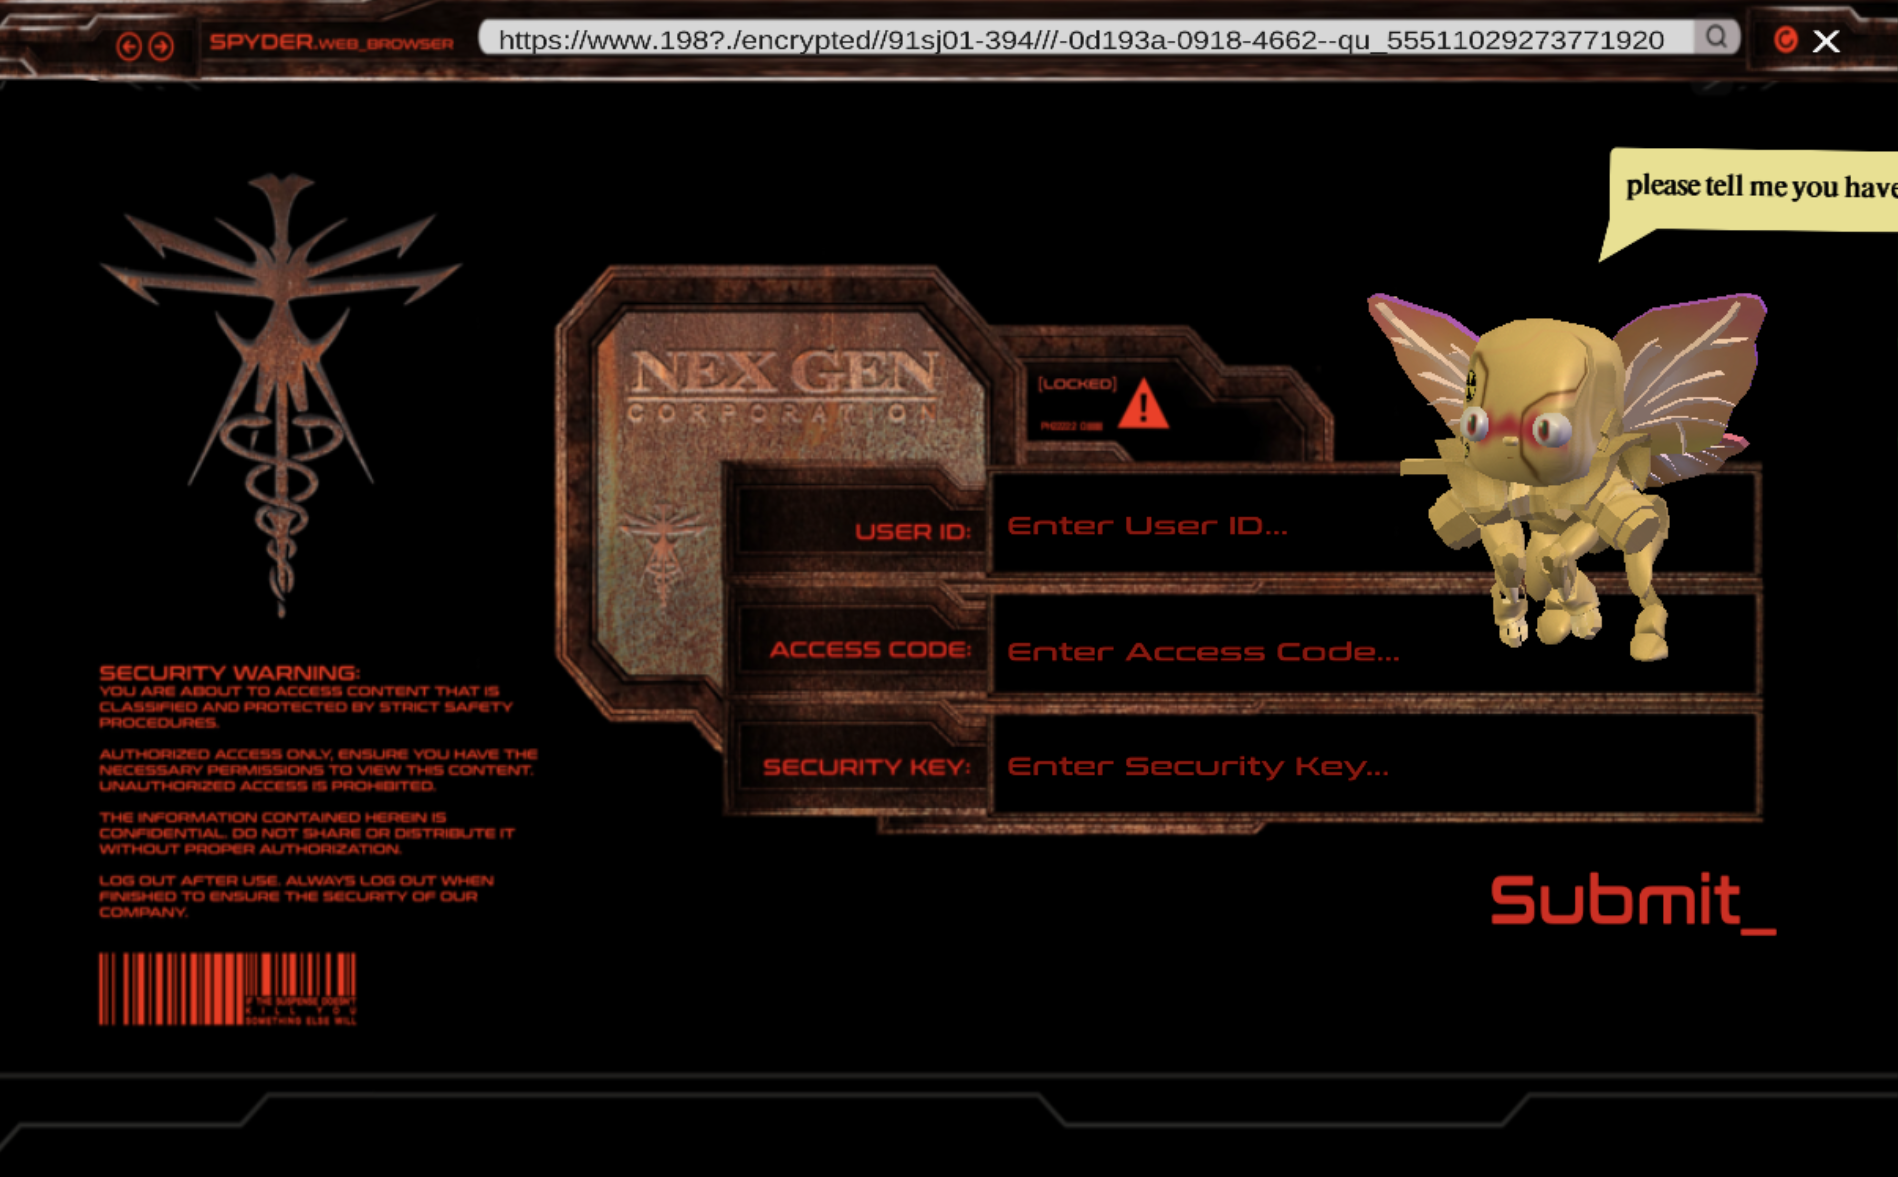 SPYDER.WEB_BROWSER
https://www.198?./encrypted//91sj01-394///-0d193a-0918-4662--qu_55511029273771920
please tell me you have
NEX GEN
CORPORATION
[LOCKED]
USER ID:
Enter User ID...
ACCESS CODE:
Enter Access Code...
SECURITY KEY:
Enter Security Key...
Submit_
SECURITY WARNING:
YOU ARE ABOUT TO ACCESS CONTENT THAT IS
CLASSIFIED AND PROTECTED BY STRICT SAFETY
PROCEDURES.
AUTHORIZED ACCESS ONLY, ENSURE YOU HAVE THE
NECESSARY PERMISSIONS TO VIEW THIS CONTENT.
UNAUTHORIZED ACCESS IS PROHIBITED.
THE INFORMATION CONTAINED HEREIN IS
CONFIDENTIAL. DO NOT SHARE OR DISTRIBUTE IT
WITHOUT PROPER AUTHORIZATION.
LOG OUT AFTER USE. ALWAYS LOG OUT WHEN
FINISHED TO ENSURE THE SECURITY OF OUR
COMPANY.
IF THE SUSPENSE DOESN'T
KILL YOU
SOMETHING ELSE WILL